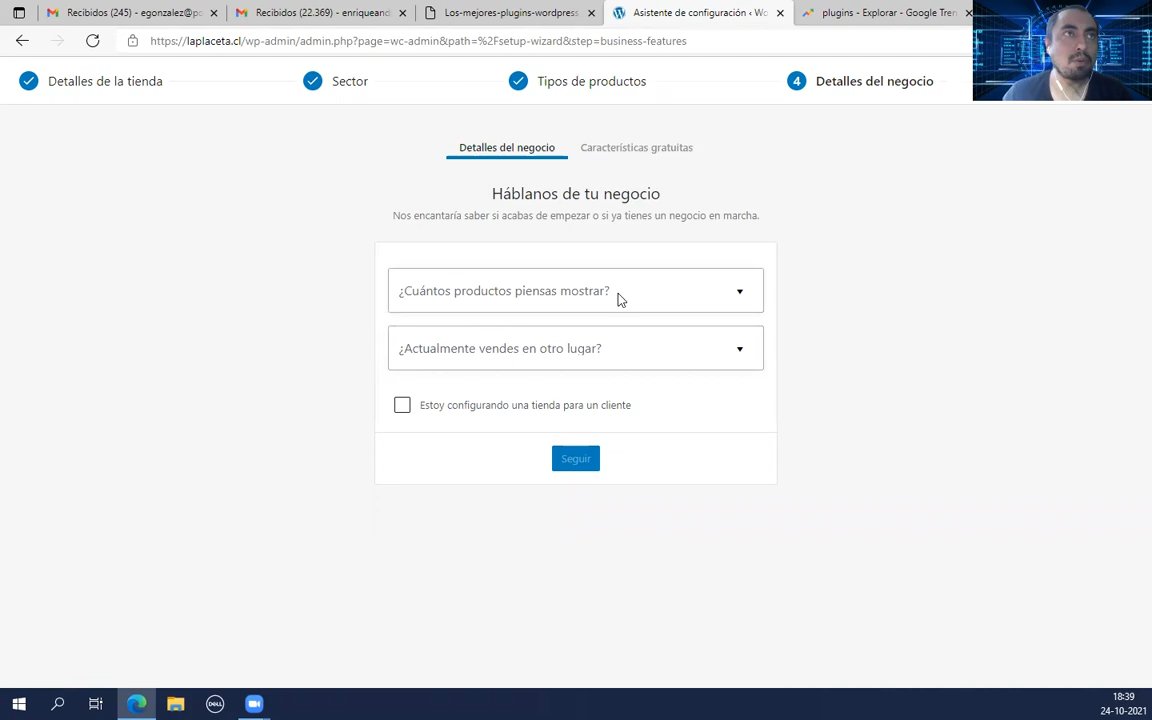 Recibidos (245) - egonzalez@po
Recibidos (22.369) - enriqueand
Los-mejores-plugins-wordpress
Asistente de configuración ‹ Wo
plugins - Explorar - Google Tren
https://laplaceta.cl/wp-admin/admin.php?page=wc-admin&path=%2Fsetup-wizard&step=business-features
Detalles de la tienda
Sector
Tipos de productos
4 Detalles del negocio
Detalles del negocio
Características gratuitas
Háblanos de tu negocio
Nos encantaría saber si acabas de empezar o si ya tienes un negocio en marcha.
¿Cuántos productos piensas mostrar?
¿Actualmente vendes en otro lugar?
Estoy configurando una tienda para un cliente
Seguir
DELL
18:39
24-10-2021